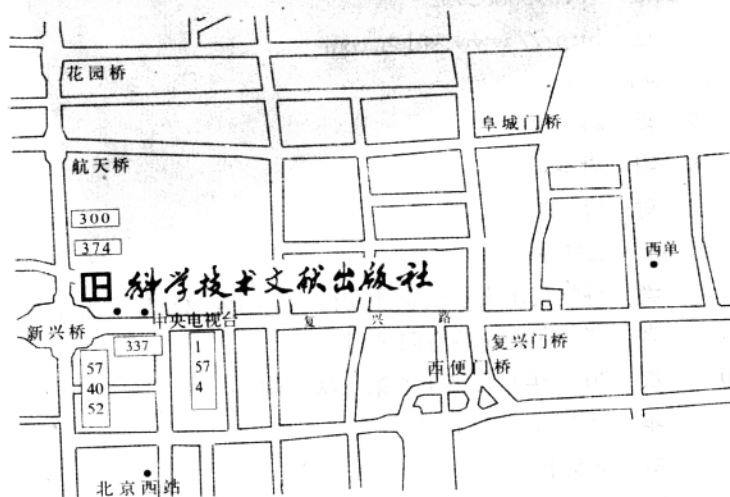 花园桥
阜城门桥
航天桥
300
374
西单
科学技术文献出版社
中央电视台
复兴路
新兴桥
337
复兴门桥
西便门桥
57
40
52
1
57
4
北京西站